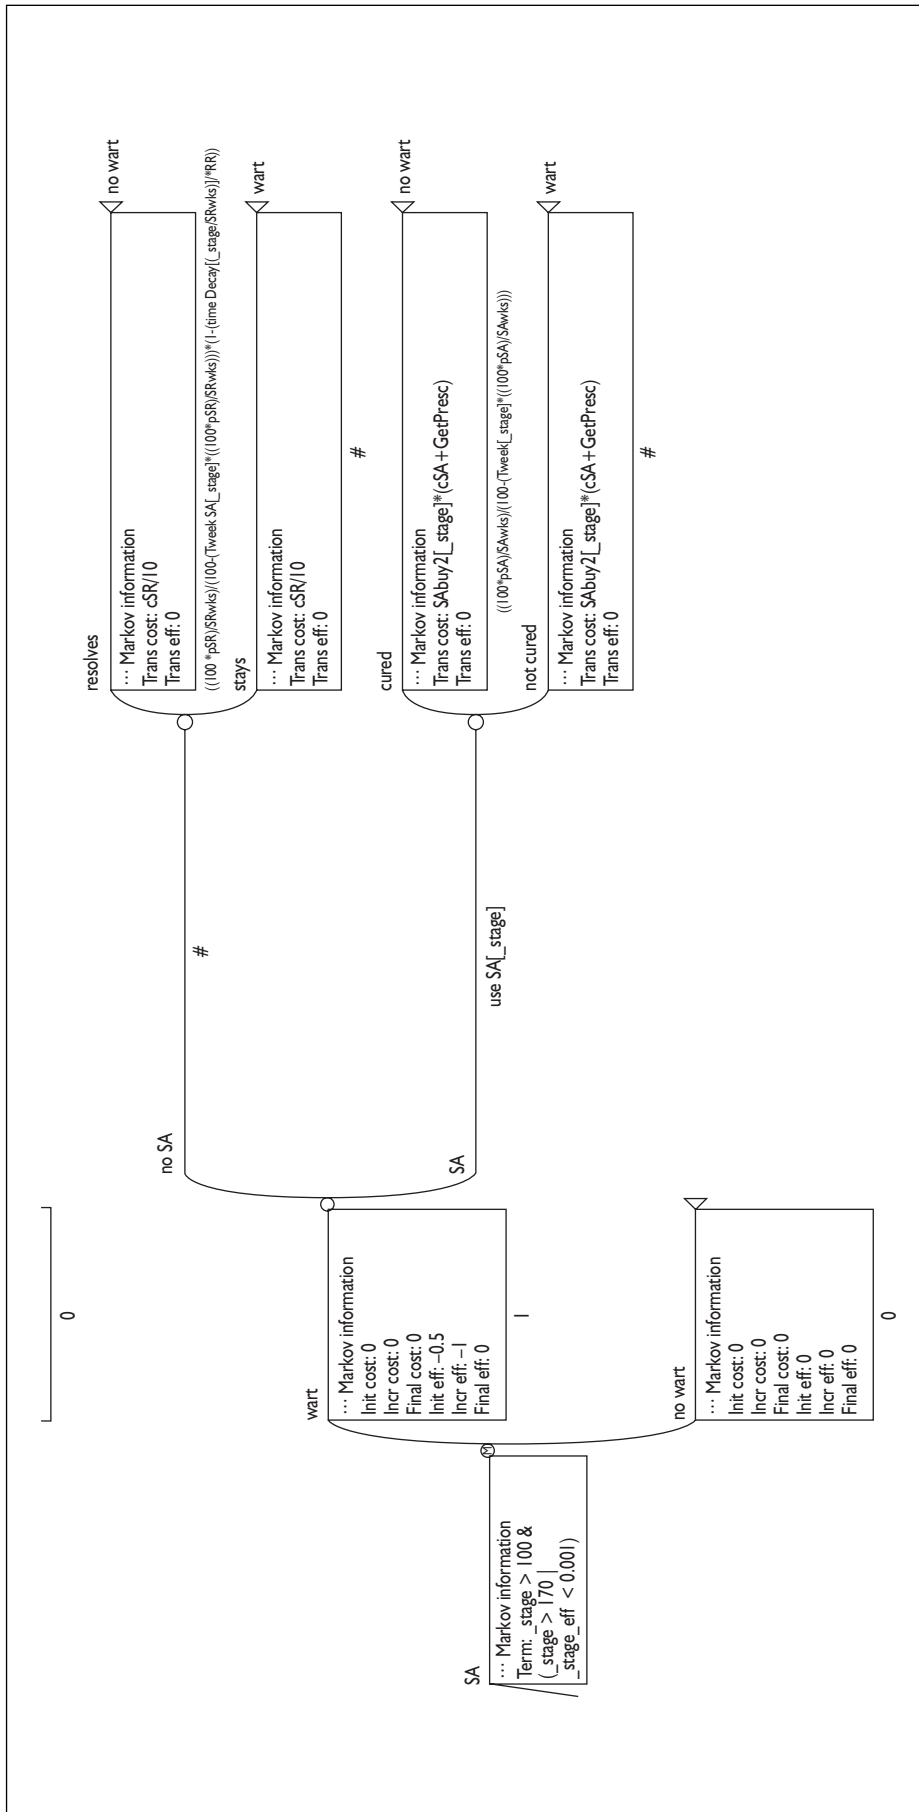 0
SA
… Markov information
Term: _stage > 100 &
(_stage > 170 |
_stage_eff < 0.001)
M
wart
… Markov information
Init cost: 0
Incr cost: 0
Final cost: 0
Init eff: –0.5
Incr eff: –1
Final eff: 0
1
no SA
#
resolves
… Markov information
Trans cost: cSR/10
Trans eff: 0
no wart
((100 *pSR)/SRwks)/(100-(Tweek SA[_stage]*((100*pSR)/SRwks)))*(1-(time Decay[(_stage/SRwks)]/*RR))
stays
… Markov information
Trans cost: cSR/10
Trans eff: 0
wart
#
SA
use SA[_stage]
cured
… Markov information
Trans cost: SAbuy2[_stage]*(cSA+GetPresc)
Trans eff: 0
no wart
((100*pSA)/SAwks)/(100-(Tweek[_stage]*((100*pSA)/SAwks)))
not cured
… Markov information
Trans cost: SAbuy2[_stage]*(cSA+GetPresc)
Trans eff: 0
wart
#
no wart
… Markov information
Init cost: 0
Incr cost: 0
Final cost: 0
Init eff: 0
Incr eff: 0
Final eff: 0
0